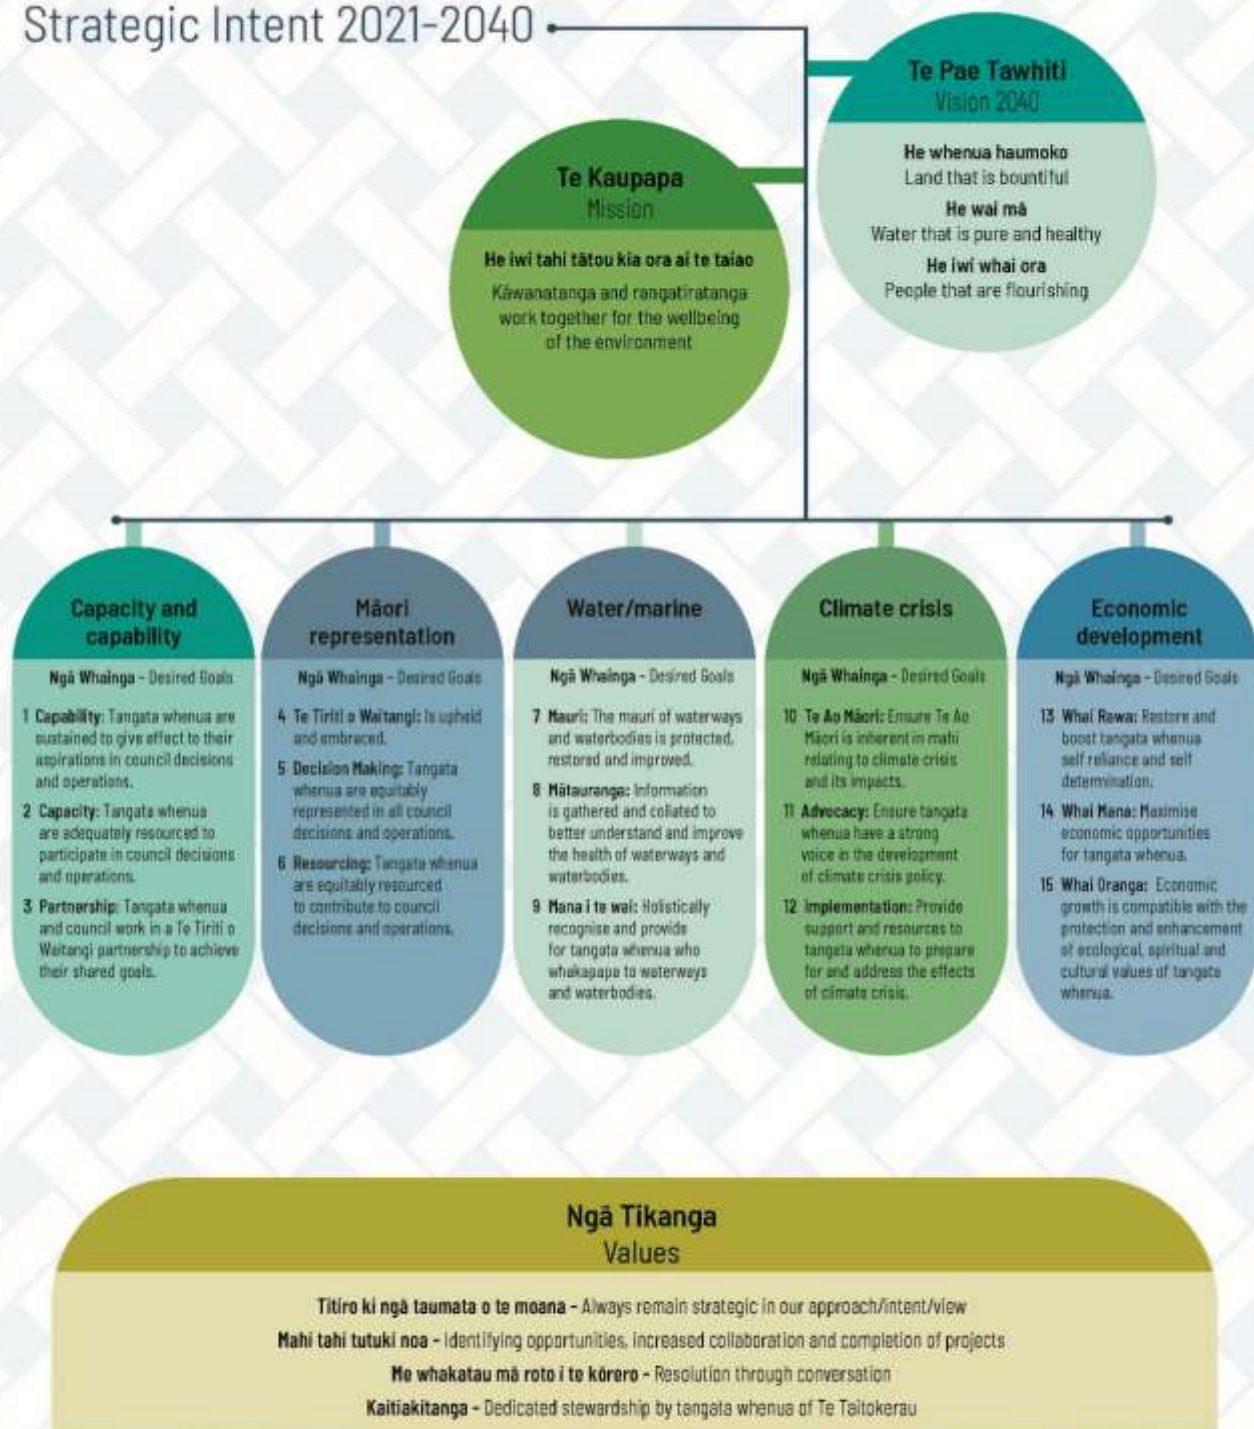 Strategic Intent 2021-2040
Te Pae Tawhiti
Vision 2040
He whenua haumoko
Land that is bountiful
He wai mā
Water that is pure and healthy
He iwi whai ora
People that are flourishing
Te Kaupapa
Mission
He iwi tahi tātou kia ora ai te taiao
Kāwanatanga and rangatiratanga
work together for the wellbeing
of the environment
Capacity and
capability
Ngā Whainga - Desired Goals
1 Capability: Tangata whenua are
sustained to give effect to their
aspirations in council decisions
and operations.
2 Capacity: Tangata whenua
are adequately resourced to
participate in council decisions
and operations.
3 Partnership: Tangata whenua
and council work in a Te Tiriti o
Waitangi partnership to achieve
their shared goals.
Māori
representation
Ngā Whainga - Desired Goals
4 Te Tiriti o Waitangi: Is upheld
and embraced.
5 Decision Making: Tangata
whenua are equitably
represented in all council
decisions and operations.
6 Resourcing: Tangata whenua
are equitably resourced
to contribute to council
decisions and operations.
Water/marine
Ngā Whainga - Desired Goals
7 Mauri: The mauri of waterways
and waterbodies is protected,
restored and improved.
8 Mātauranga: Information
is gathered and collated to
better understand and improve
the health of waterways and
waterbodies.
9 Mana i te wai: Holistically
recognise and provide
for tangata whenua who
whakapapa to waterways
and waterbodies.
Climate crisis
Ngā Whainga - Desired Goals
10 Te Ao Māori: Ensure Te Ao
Māori is inherent in mahi
relating to climate crisis
and its impacts.
11 Advocacy: Ensure tangata
whenua have a strong
voice in the development
of climate crisis policy.
12 Implementation: Provide
support and resources to
tangata whenua to prepare
for and address the effects
of climate crisis.
Economic
development
Ngā Whainga - Desired Goals
13 Whai Rawa: Restore and
boost tangata whenua
self reliance and self
determination.
14 Whai Mana: Maximise
economic opportunities
for tangata whenua.
15 Whai Oranga: Economic
growth is compatible with the
protection and enhancement
of ecological, spiritual and
cultural values of tangata
whenua.
Ngā Tikanga
Values
Titiro ki ngā taumata o te moana - Always remain strategic in our approach/intent/view
Mahi tahi tutuki noa - Identifying opportunities, increased collaboration and completion of projects
Me whakatau mā roto i te kōrero - Resolution through conversation
Kaitiakitanga - Dedicated stewardship by tangata whenua of Te Taitokerau